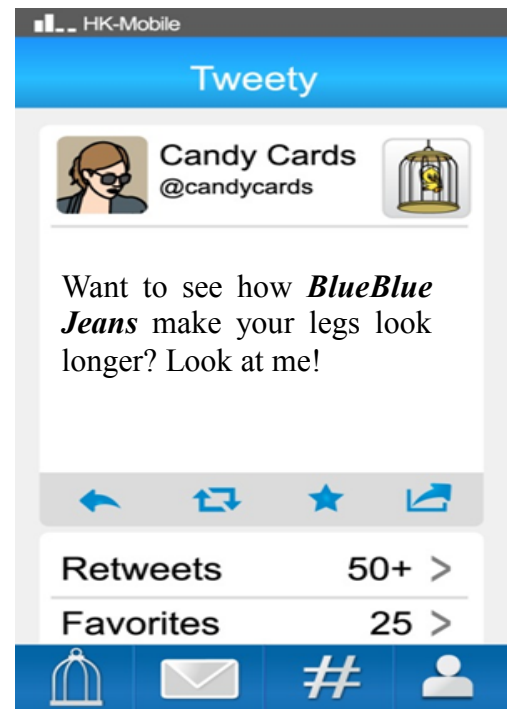 HK-Mobile
Tweety
Candy Cards
@candycards
Want to see how BlueBlue
Jeans make your legs look
longer? Look at me!
Retweets 50+ >
Favorites 25 >
#